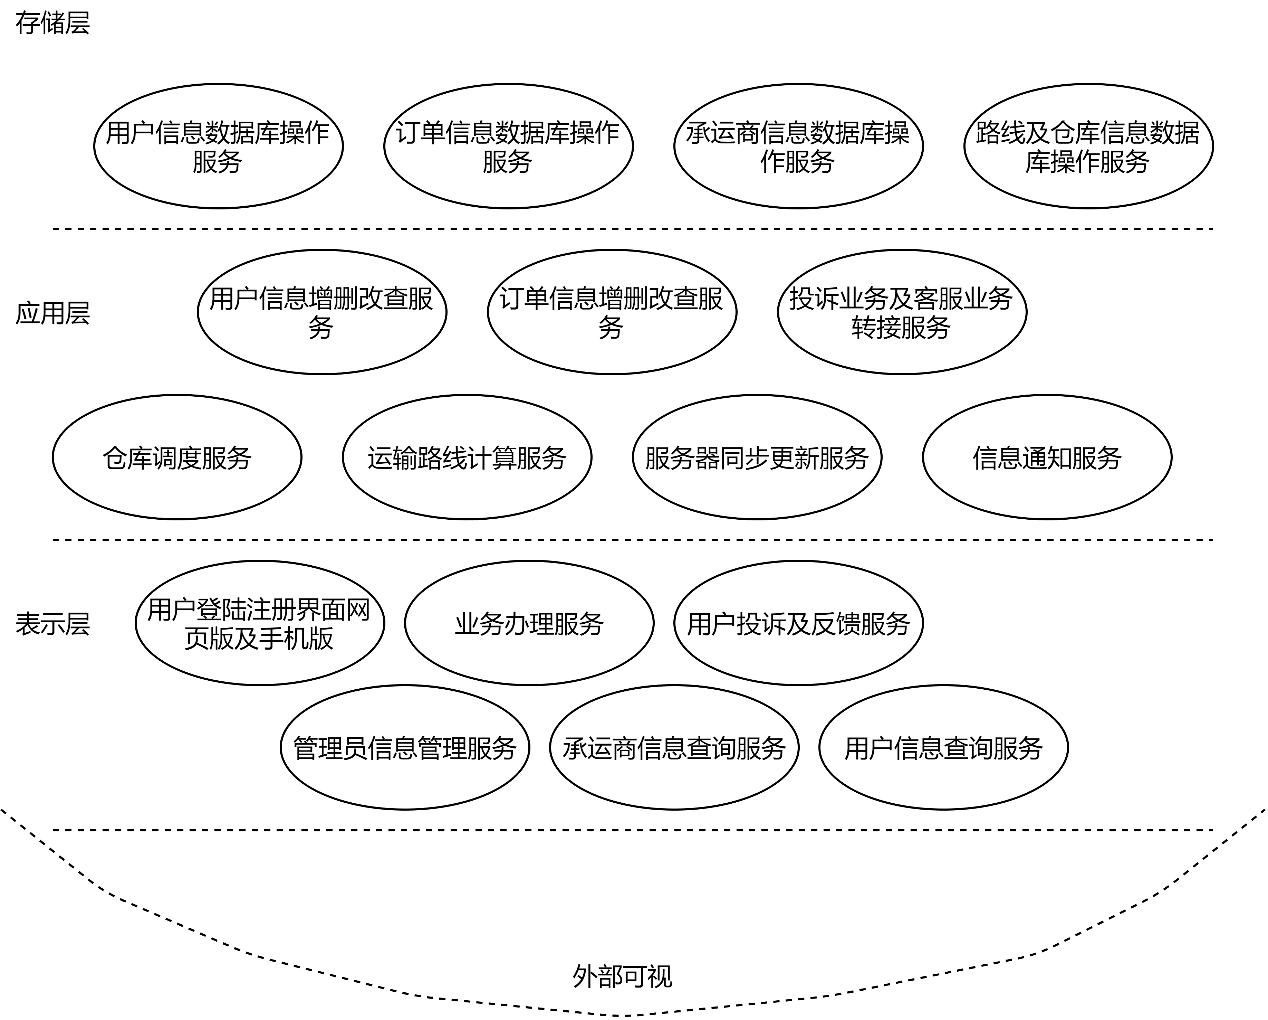 存储层
用户信息数据库操作
服务
订单信息数据库操作
服务
承运商信息数据库操
作服务
路线及仓库信息数据
库操作服务
应用层
用户信息增删改查服
务
订单信息增删改查服
务
投诉业务及客服业务
转接服务
仓库调度服务
运输路线计算服务
服务器同步更新服务
信息通知服务
表示层
用户登陆注册界面网
页版及手机版
业务办理服务
用户投诉及反馈服务
管理员信息管理服务
承运商信息查询服务
用户信息查询服务
外部可视